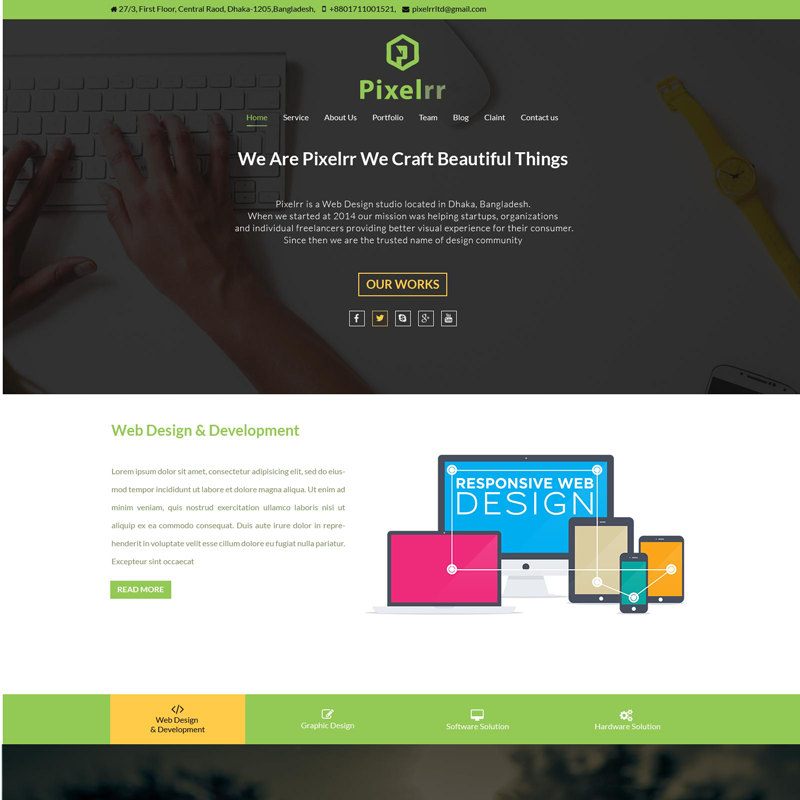 27/3, First Floor, Central Raod, Dhaka-1205,Bangladesh, +8801711001521, pixelrrltd@gmail.com
Pixelrr
Home Service About Us Portfolio Team Blog Claint Contact us
We Are Pixelrr We Craft Beautiful Things
Pixelrr is a Web Design studio located in Dhaka, Bangladesh.
When we started at 2014 our mission was helping startups, organizations
and individual freelancers providing better visual experience for their consumer.
Since then we are the trusted name of design community
OUR WORKS
Web Design & Development
Lorem ipsum dolor sit amet, consectetur adipisicing elit, sed do eius-
mod tempor incididunt ut labore et dolore magna aliqua. Ut enim ad
minim veniam, quis nostrud exercitation ullamco laboris nisi ut
aliquip ex ea commodo consequat. Duis aute irure dolor in repre-
henderit in voluptate velit esse cillum dolore eu fugiat nulla pariatur.
Excepteur sint occaecat
READ MORE
RESPONSIVE WEB
DESIGN
Web Design
& Development
Graphic Design
Software Solution
Hardware Solution